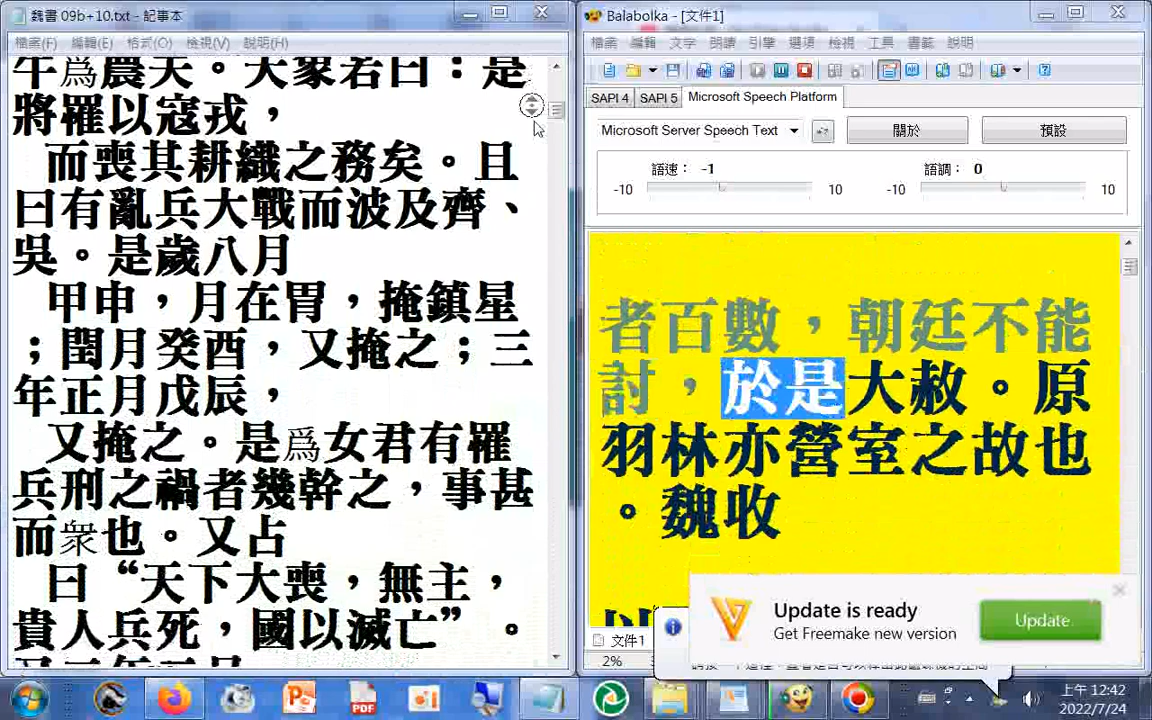 魏書 09b+10.txt - 記事本
檔案(F) 編輯(E) 格式(O) 檢視(V) 說明(H)
年爲農夫。天象若曰：是
將罹以寇戎，
而喪其耕織之務矣。且
曰有亂兵大戰而波及齊、
吳。是歲八月
甲申，月在胃，掩鎮星
；閏月癸酉，又掩之；三
年正月戊辰，
又掩之。是爲女君有罹
兵刑之禍者幾幹之，事甚
而衆也。又占
曰“天下大喪，無主，
貴人兵死，國以滅亡”。
Balabolka - [文件1]
檔案 編輯 文字 朗讀 引擎 選項 檢視 工具 書籤 說明
SAPI 4 SAPI 5 Microsoft Speech Platform
Microsoft Server Speech Text 關於 預設
語速： -1 語調： 0
-10 10 -10 10
者百數，朝廷不能
討，於是大赦。原
羽林亦營室之故也
。魏收
Update is ready
Get Freemake new version
Update
文件1
2%
上午 12:42
2022/7/24